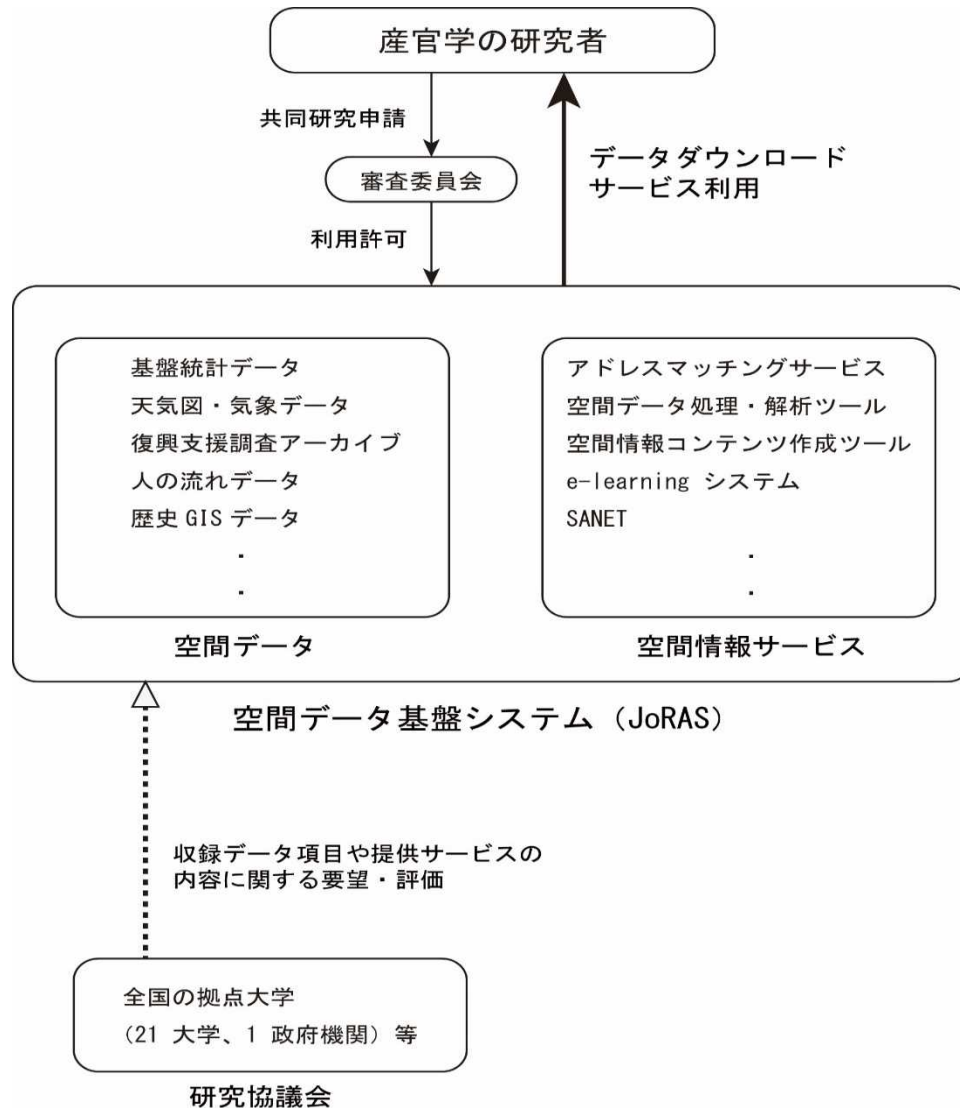 産官学の研究者
共同研究申請
審査委員会
利用許可
データダウンロード
サービス利用
基盤統計データ
天気図・気象データ
復興支援調査アーカイブ
人の流れデータ
歴史 GIS データ
・
・
空間データ
アドレスマッチングサービス
空間データ処理・解析ツール
空間情報コンテンツ作成ツール
e-learning システム
SANET
・
・
空間情報サービス
空間データ基盤システム（JoRAS）
収録データ項目や提供サービスの
内容に関する要望・評価
全国の拠点大学
（21 大学、1 政府機関）等
研究協議会